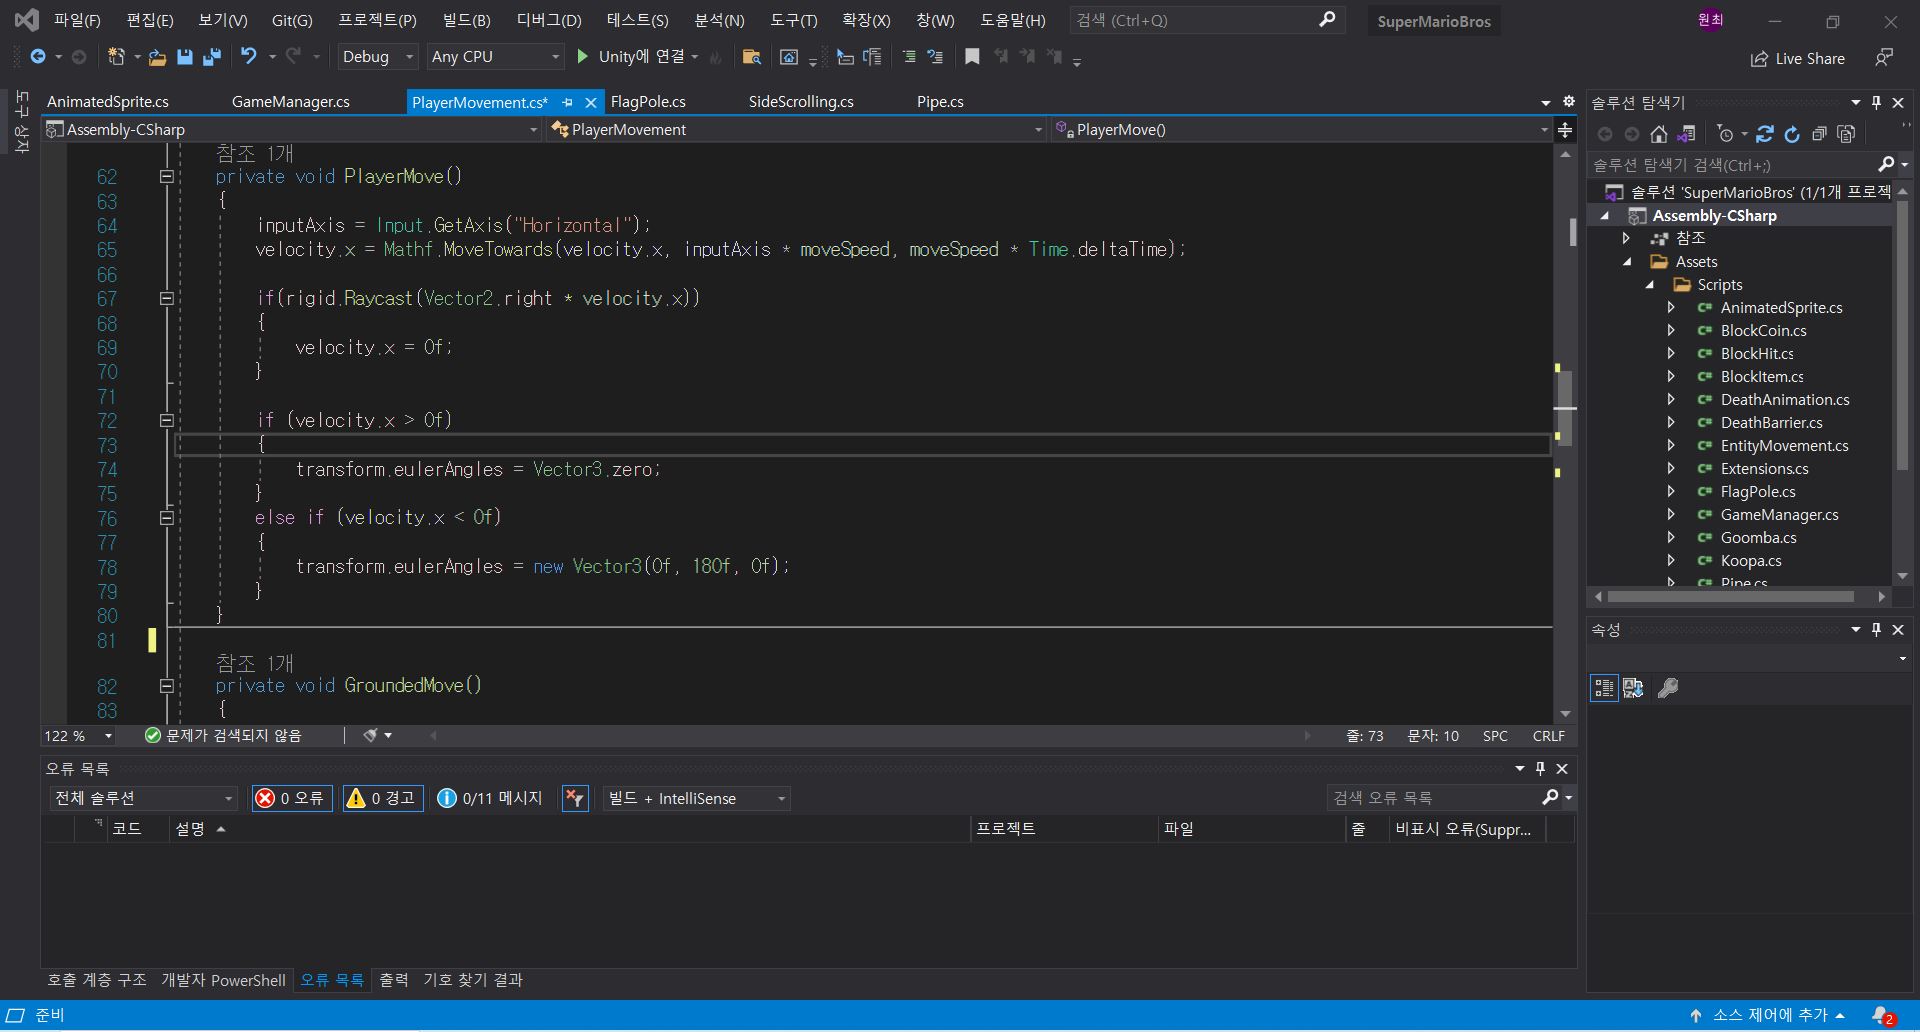 파일(F) 편집(E) 보기(V) Git(G) 프로젝트(P) 빌드(B) 디버그(D) 테스트(S) 분석(N) 도구(T) 확장(X) 창(W) 도움말(H) 검색 (Ctrl+Q) SuperMarioBros 원최
Debug Any CPU Unity에 연결 Live Share
도구 상자
AnimatedSprite.cs GameManager.cs PlayerMovement.cs* FlagPole.cs SideScrolling.cs Pipe.cs
Assembly-CSharp PlayerMovement PlayerMove()
참조 1개
62 private void PlayerMove()
63 {
64 inputAxis = Input.GetAxis("Horizontal");
65 velocity.x = Mathf.MoveTowards(velocity.x, inputAxis * moveSpeed, moveSpeed * Time.deltaTime);
66
67 if(rigid.Raycast(Vector2.right * velocity.x))
68 {
69 velocity.x = 0f;
70 }
71
72 if (velocity.x > 0f)
73 {
74 transform.eulerAngles = Vector3.zero;
75 }
76 else if (velocity.x < 0f)
77 {
78 transform.eulerAngles = new Vector3(0f, 180f, 0f);
79 }
80 }
81
참조 1개
82 private void GroundedMove()
83 {
122 % 문제가 검색되지 않음 줄: 73 문자: 10 SPC CRLF
오류 목록
전체 솔루션 0 오류 0 경고 0/11 메시지 빌드 + IntelliSense 검색 오류 목록
코드 설명 프로젝트 파일 줄 비표시 오류(Suppr...
호출 계층 구조 개발자 PowerShell 오류 목록 출력 기호 찾기 결과
솔루션 탐색기
솔루션 탐색기 검색(Ctrl+;)
솔루션 'SuperMarioBros' (1/1개 프로젝
Assembly-CSharp
참조
Assets
Scripts
C# AnimatedSprite.cs
C# BlockCoin.cs
C# BlockHit.cs
C# BlockItem.cs
C# DeathAnimation.cs
C# DeathBarrier.cs
C# EntityMovement.cs
C# Extensions.cs
C# FlagPole.cs
C# GameManager.cs
C# Goomba.cs
C# Koopa.cs
C# Pipe.cs
속성
준비 소스 제어에 추가 2